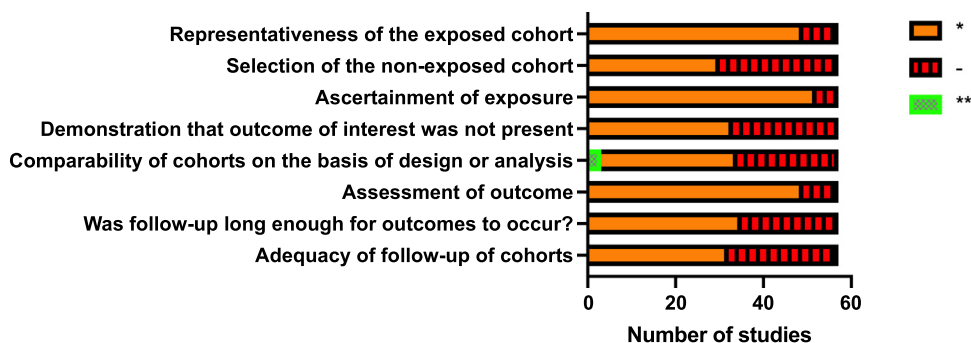 Representativeness of the exposed cohort
Selection of the non-exposed cohort
Ascertainment of exposure
Demonstration that outcome of interest was not present
Comparability of cohorts on the basis of design or analysis
Assessment of outcome
Was follow-up long enough for outcomes to occur?
Adequacy of follow-up of cohorts
0 20 40 60
Number of studies
*
-
**